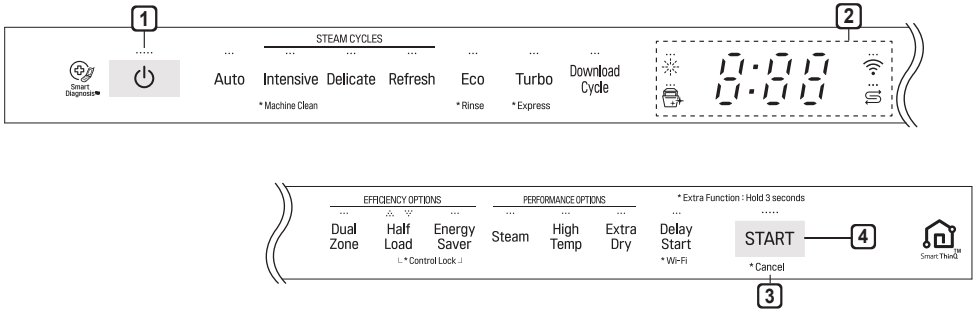 1
2
STEAM CYCLES
Smart
Diagnosis
Auto Intensive Delicate Refresh Eco Turbo Download
Cycle
* Machine Clean * Rinse * Express
8:88
* Extra Function : Hold 3 seconds
EFFICIENCY OPTIONS PERFORMANCE OPTIONS
Dual
Zone
Half
Load
Energy
Saver
Steam
High
Temp
Extra
Dry
Delay
Start
START
4
* Control Lock
* Wi-Fi
* Cancel
Smart ThinQ™
3